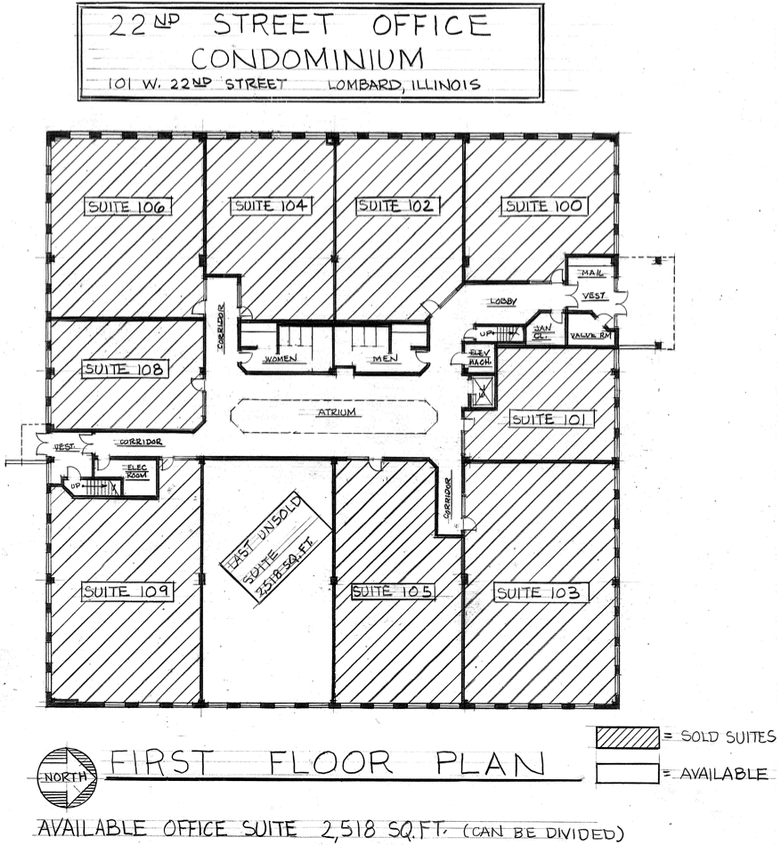 22ND STREET OFFICE
CONDOMINIUM
101 W. 22ND STREET LOMBARD, ILLINOIS
SUITE 106
SUITE 104
SUITE 102
SUITE 100
MAIL
VEST
LOBBY
CORRIDOR
UP
JAN
CL.
VALVE RM
WOMEN
MEN
ELEV
MACH.
SUITE 108
ATRIUM
SUITE 101
VEST.
CORRIDOR
ELEC
ROOM
UP
CORRIDOR
LAST UNSOLD
SUITE
2,518 SQ.FT.
SUITE 109
SUITE 105
SUITE 103
= SOLD SUITES
= AVAILABLE
NORTH
FIRST FLOOR PLAN
AVAILABLE OFFICE SUITE 2,518 SQ.FT. (CAN BE DIVIDED)